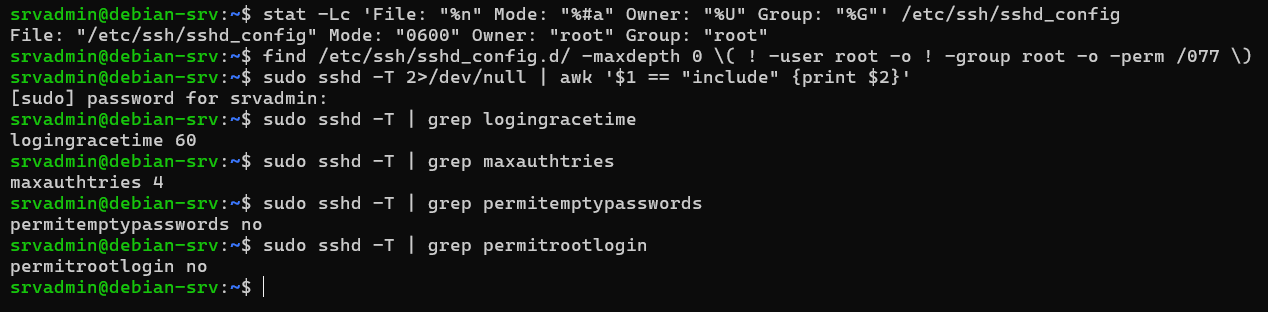 srvadmin@debian-srv:~$ stat -Lc 'File: "%n" Mode: "%#a" Owner: "%U" Group: "%G"' /etc/ssh/sshd_config
File: "/etc/ssh/sshd_config" Mode: "0600" Owner: "root" Group: "root"
srvadmin@debian-srv:~$ find /etc/ssh/sshd_config.d/ -maxdepth 0 \( ! -user root -o ! -group root -o -perm /077 \)
srvadmin@debian-srv:~$ sudo sshd -T 2>/dev/null | awk '$1 == "include" {print $2}'
[sudo] password for srvadmin:
srvadmin@debian-srv:~$ sudo sshd -T | grep logingracetime
logingracetime 60
srvadmin@debian-srv:~$ sudo sshd -T | grep maxauthtries
maxauthtries 4
srvadmin@debian-srv:~$ sudo sshd -T | grep permitemptypasswords
permitemptypasswords no
srvadmin@debian-srv:~$ sudo sshd -T | grep permitrootlogin
permitrootlogin no
srvadmin@debian-srv:~$